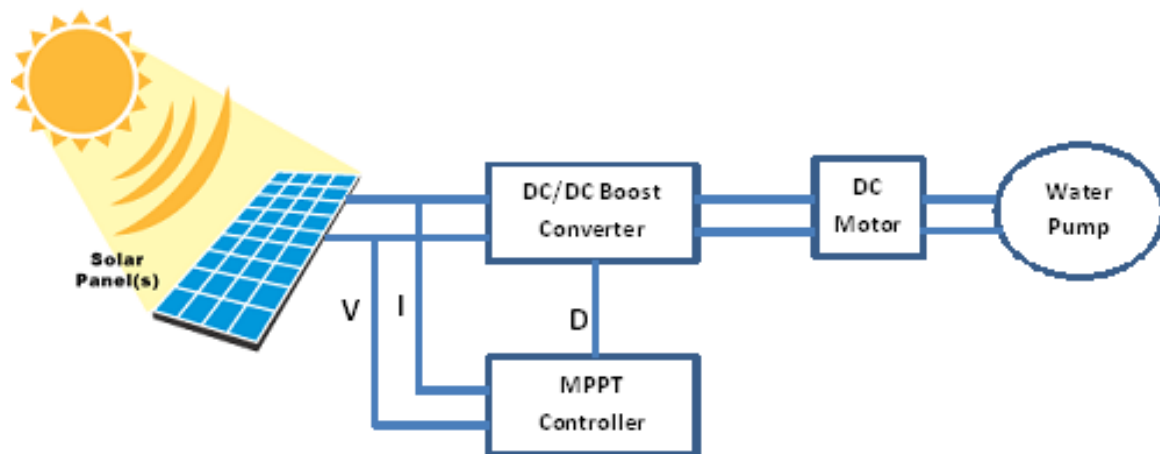 Solar
Panel(s)
DC/DC Boost
Converter
DC
Motor
Water
Pump
V
I
D
MPPT
Controller